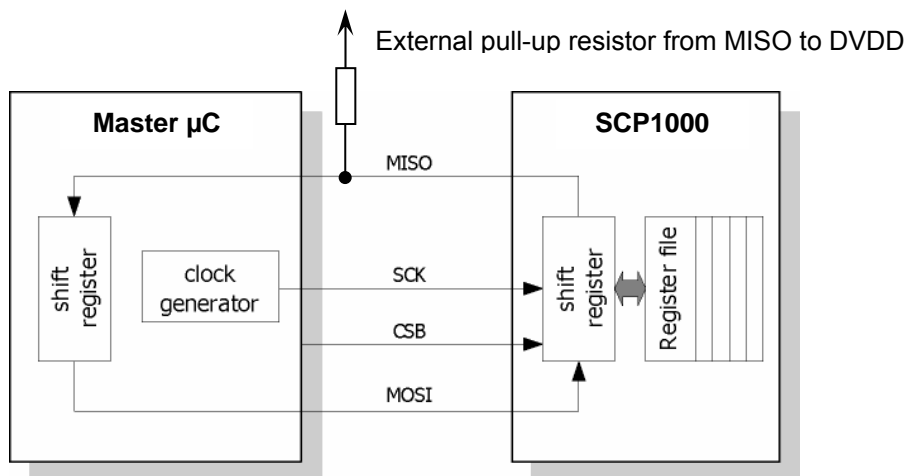 External pull-up resistor from MISO to DVDD
Master µC
SCP1000
MISO
shift
register
clock
generator
SCK
CSB
MOSI
shift
register
Register file